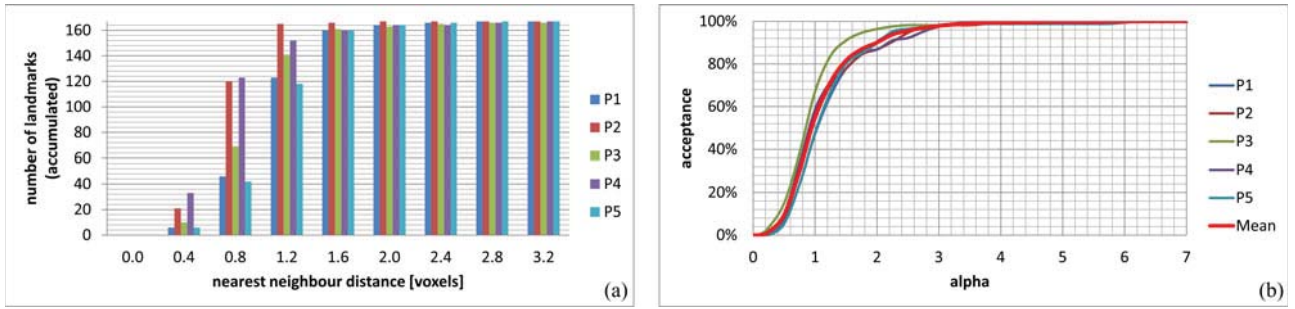 number of landmarks
(accumulated)
160
140
120
100
80
60
40
20
0
0.0 0.4 0.8 1.2 1.6 2.0 2.4 2.8 3.2
nearest neighbour distance [voxels]
P1
P2
P3
P4
P5
(a)
acceptance
100%
80%
60%
40%
20%
0%
0 1 2 3 4 5 6 7
alpha
P1
P2
P3
P4
P5
Mean
(b)